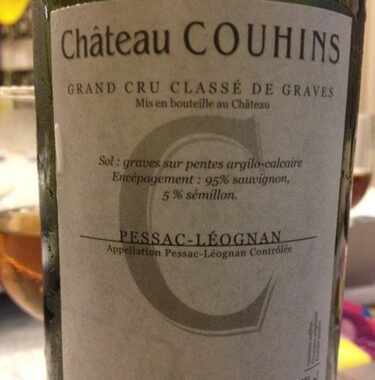 Château COUHINS
GRAND CRU CLASSÉ DE GRAVES
Mis en bouteille au Château
C
Sol : graves sur pentes argilo-calcaire
Encépagement : 95% sauvignon,
5 % sémillon.
PESSAC-LÉOGNAN
Appellation Pessac-Léognan Contrôlée